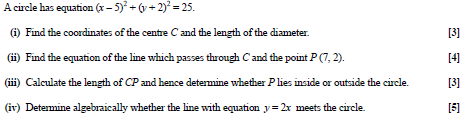 A circle has equation (x – 5)² + (y + 2)² = 25.
(i) Find the coordinates of the centre C and the length of the diameter. [3]
(ii) Find the equation of the line which passes through C and the point P (7, 2). [4]
(iii) Calculate the length of CP and hence determine whether P lies inside or outside the circle. [3]
(iv) Determine algebraically whether the line with equation y = 2x meets the circle. [5]